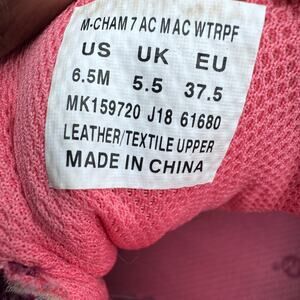 M-CHAM 7 AC M AC WTRPF
US UK EU
6.5M 5.5 37.5
MK159720 J18 61680
LEATHER/TEXTILE UPPER
MADE IN CHINA